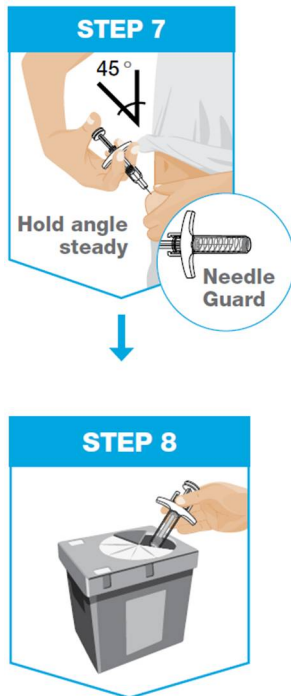 STEP 7
45°
Hold angle
steady
Needle
Guard
STEP 8